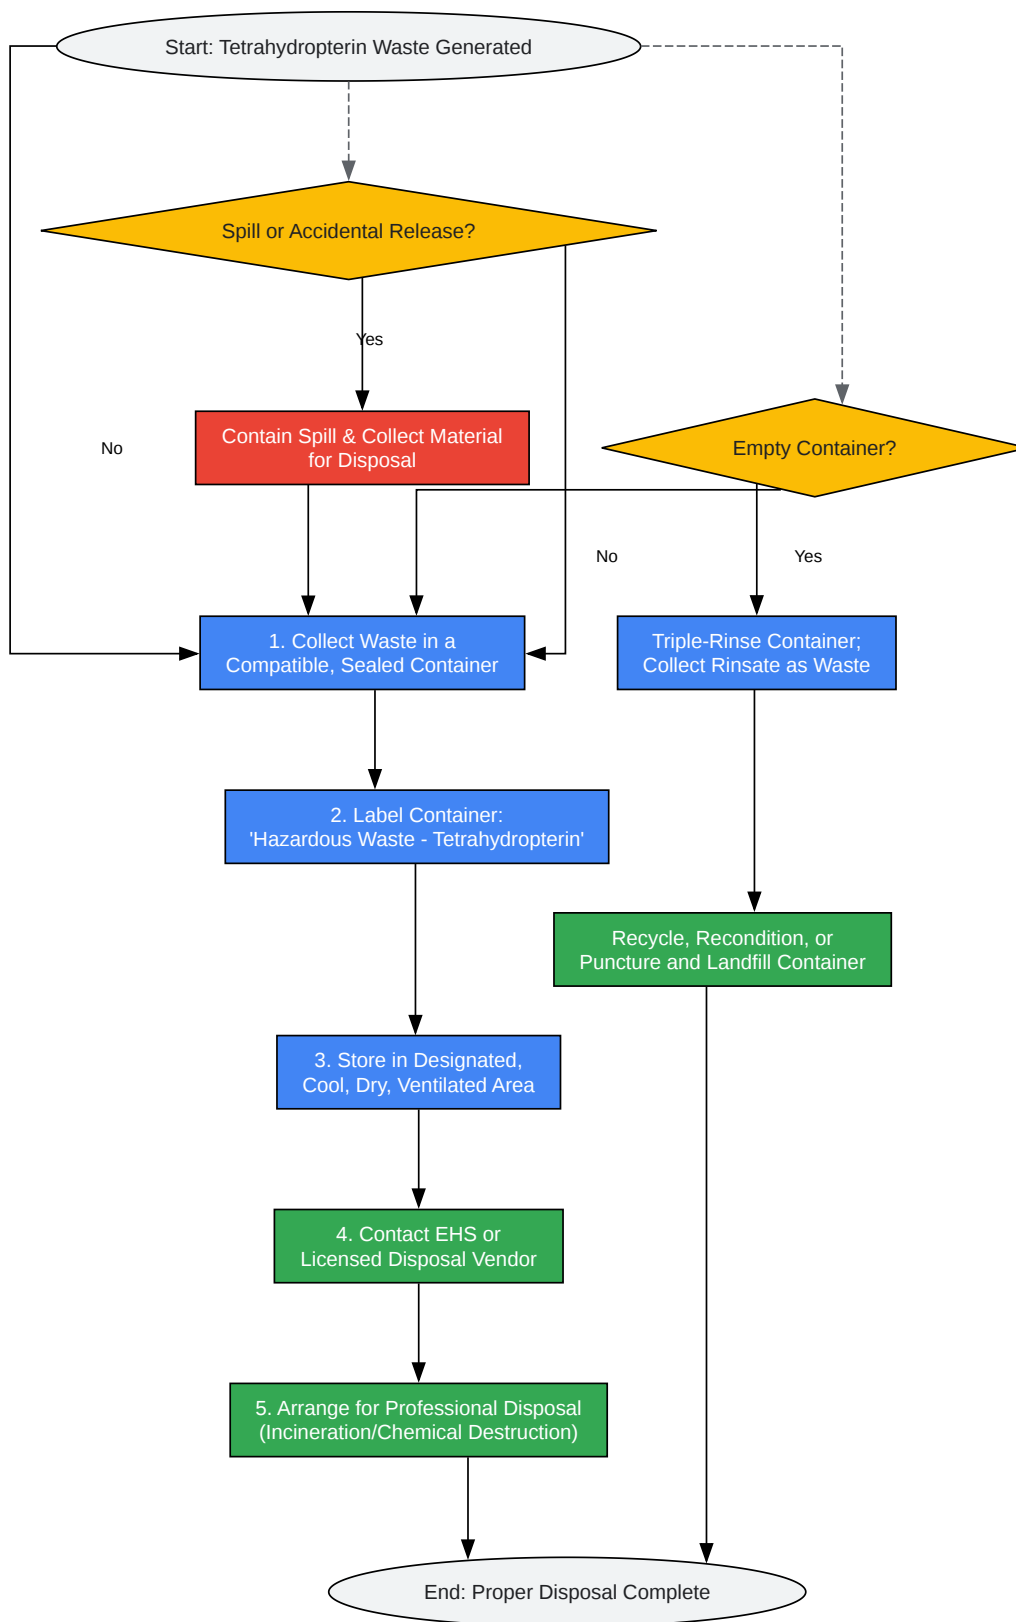 Start: Tetrahydropterin Waste Generated
Spill or Accidental Release?
Yes
Contain Spill & Collect Material
for Disposal
No
Empty Container?
No
Yes
1. Collect Waste in a
Compatible, Sealed Container
Triple-Rinse Container;
Collect Rinsate as Waste
2. Label Container:
'Hazardous Waste - Tetrahydropterin'
Recycle, Recondition, or
Puncture and Landfill Container
3. Store in Designated,
Cool, Dry, Ventilated Area
4. Contact EHS or
Licensed Disposal Vendor
5. Arrange for Professional Disposal
(Incineration/Chemical Destruction)
End: Proper Disposal Complete